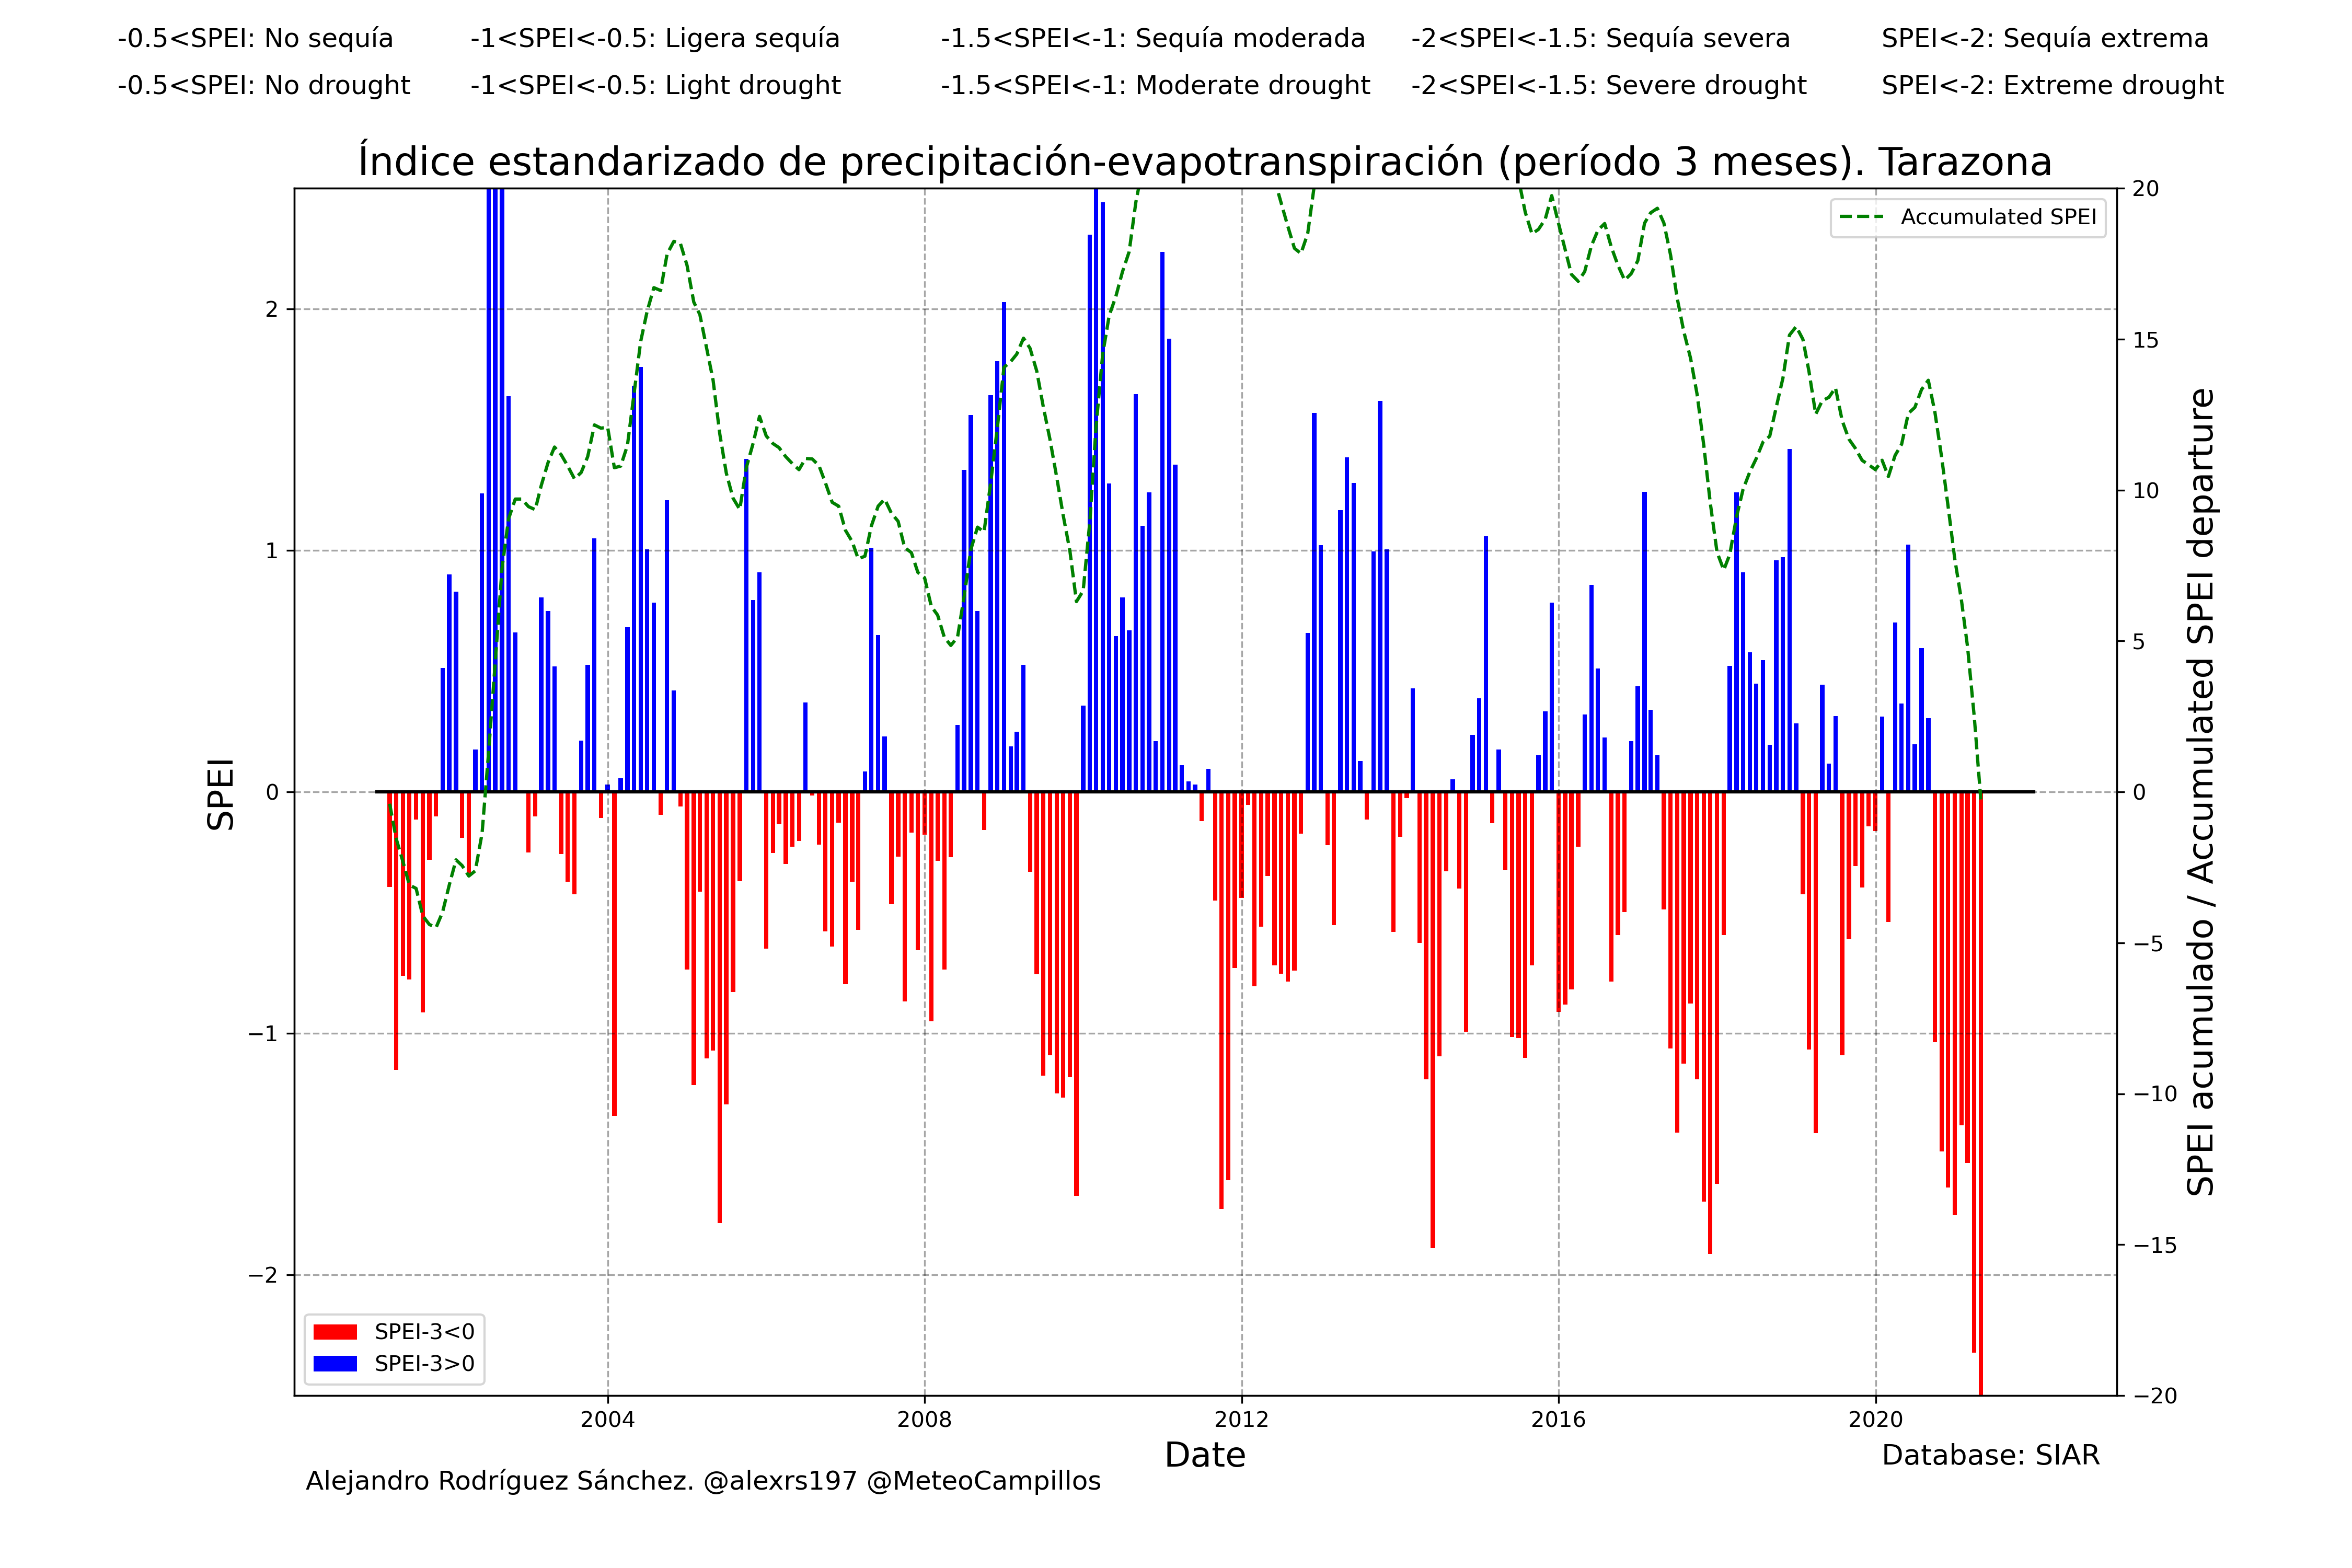 -0.5<SPEI: No sequía -1<SPEI<-0.5: Ligera sequía -1.5<SPEI<-1: Sequía moderada -2<SPEI<-1.5: Sequía severa SPEI<-2: Sequía extrema
-0.5<SPEI: No drought -1<SPEI<-0.5: Light drought -1.5<SPEI<-1: Moderate drought -2<SPEI<-1.5: Severe drought SPEI<-2: Extreme drought
Índice estandarizado de precipitación-evapotranspiración (período 3 meses). Tarazona
Accumulated SPEI
SPEI
2
1
0
−1
−2
20
15
10
5
0
−5
−10
−15
−20
SPEI acumulado / Accumulated SPEI departure
SPEI-3<0
SPEI-3>0
2004 2008 2012 2016 2020
Date
Database: SIAR
Alejandro Rodríguez Sánchez. @alexrs197 @MeteoCampillos